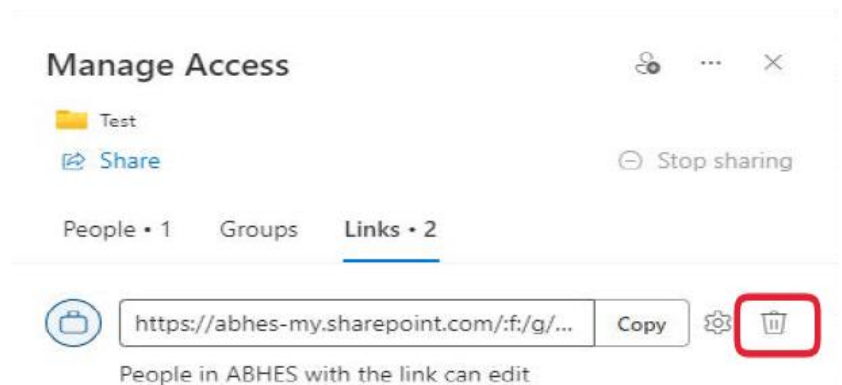 Manage Access
Test
Share
Stop sharing
People • 1 Groups Links • 2
https://abhes-my.sharepoint.com/:f:/g/... Copy
People in ABHES with the link can edit